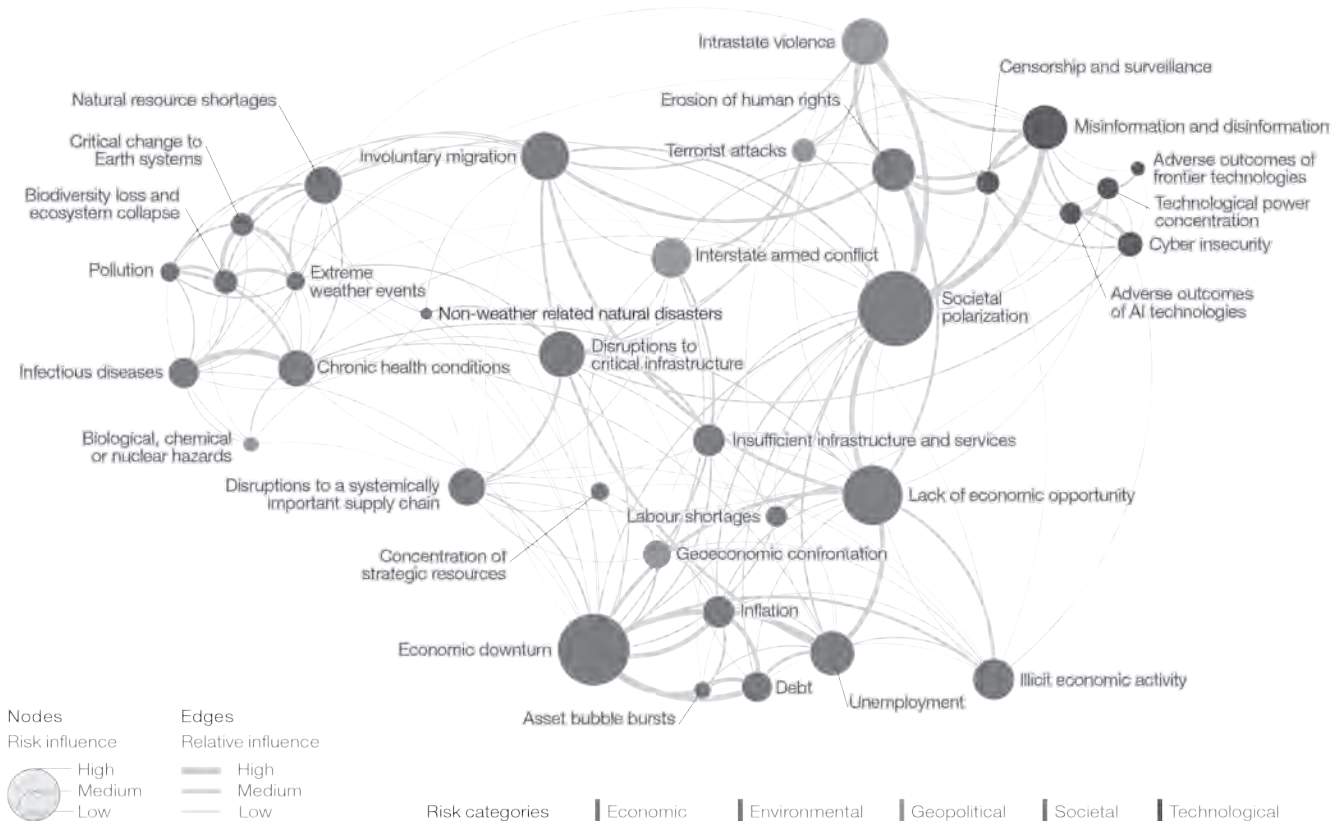 Intrastate violence
Censorship and surveillance
Natural resource shortages
Erosion of human rights
Critical change to
Earth systems
Involuntary migration
Terrorist attacks
Misinformation and disinformation
Adverse outcomes of
frontier technologies
Biodiversity loss and
ecosystem collapse
Technological power
concentration
Cyber insecurity
Pollution
Extreme
weather events
Interstate armed conflict
Societal
polarization
Adverse outcomes
of AI technologies
Non-weather related natural disasters
Disruptions to
critical infrastructure
Infectious diseases
Chronic health conditions
Biological, chemical
or nuclear hazards
Insufficient infrastructure and services
Disruptions to a systemically
important supply chain
Lack of economic opportunity
Labour shortages
Concentration of
strategic resources
Geoeconomic confrontation
Inflation
Economic downturn
Debt
Unemployment
Illicit economic activity
Asset bubble bursts
Nodes
Risk influence
High
Medium
Low
Edges
Relative influence
High
Medium
Low
Risk categories
Economic
Environmental
Geopolitical
Societal
Technological